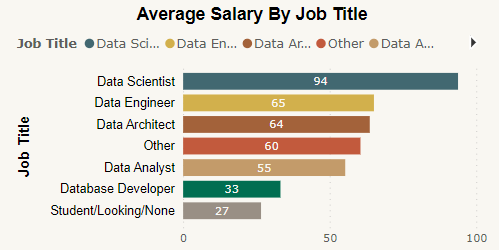 Average Salary By Job Title
Job Title Data Sci... Data En... Data Ar... Other Data A...
Data Scientist 94
Data Engineer 65
Data Architect 64
Other 60
Data Analyst 55
Database Developer 33
Student/Looking/None 27
Job Title
0 50 100